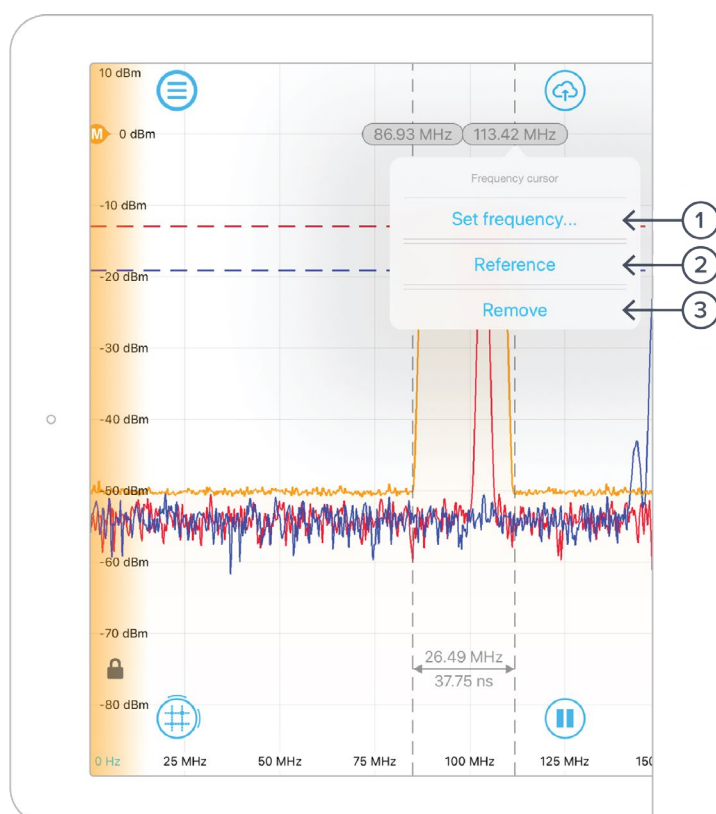 10 dBm
M 0 dBm
86.93 MHz 113.42 MHz
Frequency cursor
-10 dBm
Set frequency... 1
Reference 2
-20 dBm
Remove 3
-30 dBm
-40 dBm
-50 dBm
-60 dBm
-70 dBm
26.49 MHz
37.75 ns
-80 dBm
0 Hz 25 MHz 50 MHz 75 MHz 100 MHz 125 MHz 150